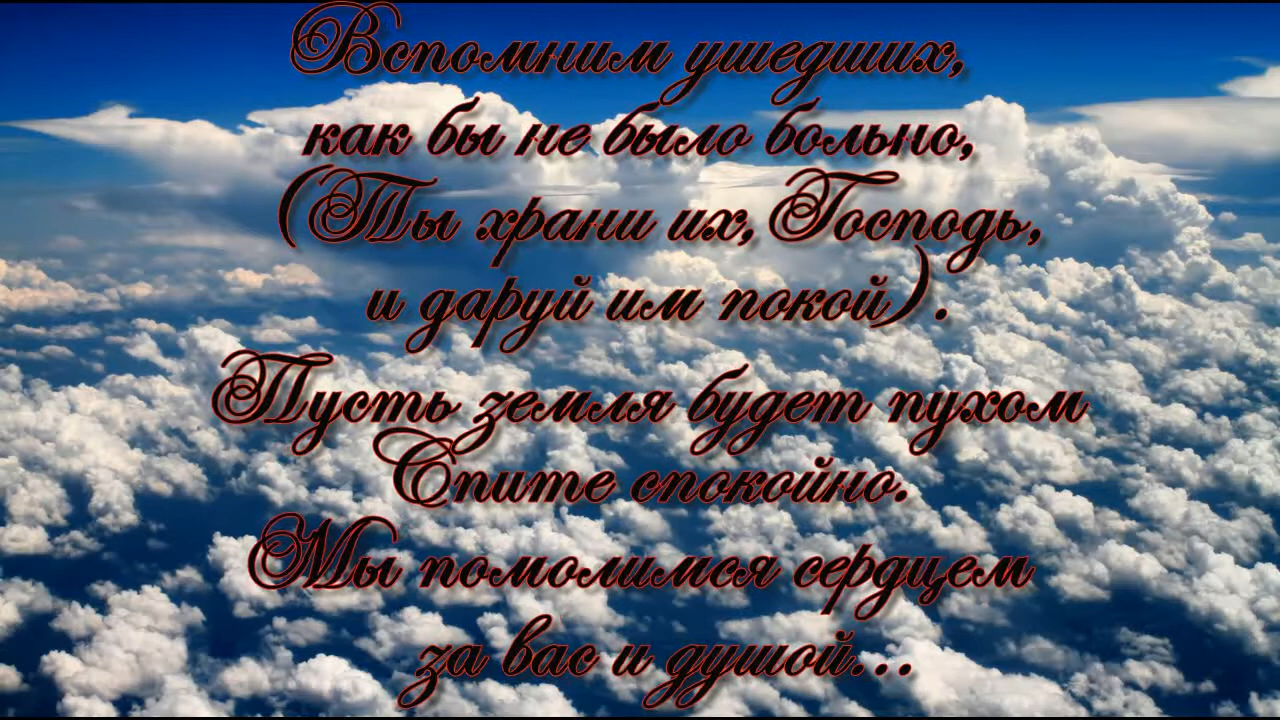 Вспомним ушедших,
как бы не было больно,
(Ты храни их, Господь,
и даруй им покой).
Пусть земля будет пухом
Спите спокойно.
Мы помолимся сердцем
за вас и душой...